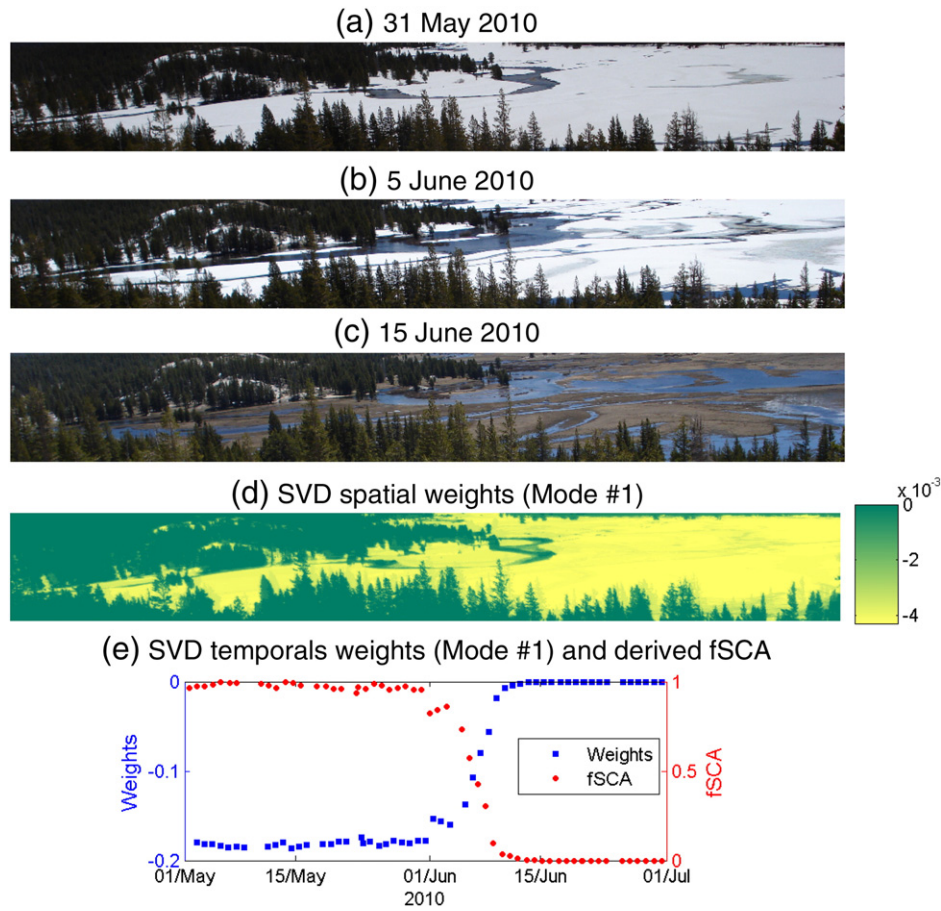 (a) 31 May 2010
(b) 5 June 2010
(c) 15 June 2010
(d) SVD spatial weights (Mode #1)
x 10⁻³
0
-2
-4
(e) SVD temporals weights (Mode #1) and derived fSCA
0
-0.1
-0.2
Weights
1
0.5
0
fSCA
Weights
fSCA
01/May
15/May
01/Jun
15/Jun
01/Jul
2010